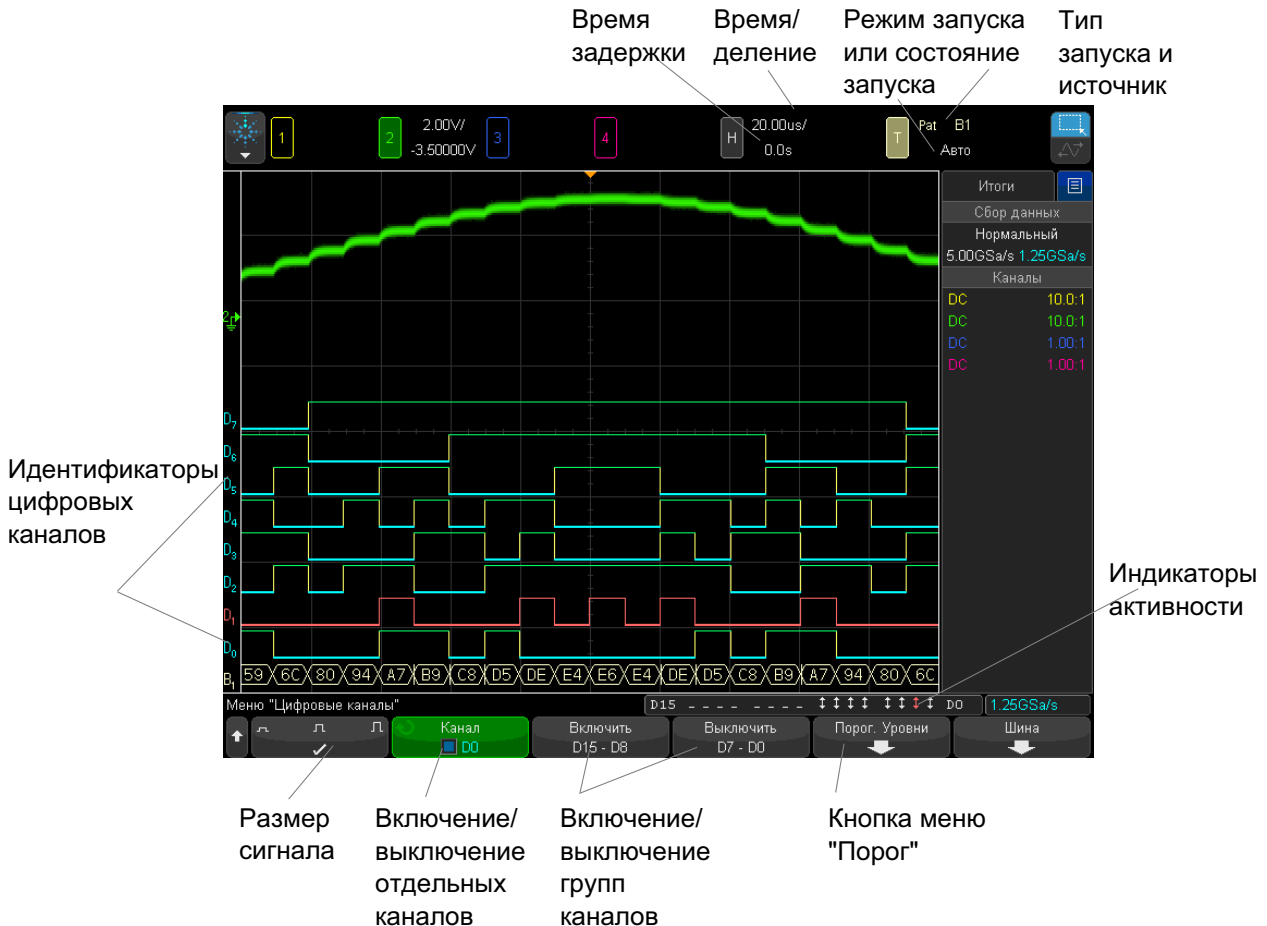 Время
задержки
Время/
деление
Режим запуска
или состояние
запуска
Тип
запуска и
источник
1
2
2.00V/
-3.50000V
3
4
H
20.00us/
0.0s
T
Pat B1
Авто
Итоги
Сбор данных
Нормальный
5.00GSa/s 1.25GSa/s
Каналы
DC 10.0:1
DC 10.0:1
DC 1.00:1
DC 1.00:1
2
D7
D6
D5
D4
D3
D2
D1
D0
B1
59 6C 80 94 A7 B9 C8 D5 DE E4 E6 E4 DE D5 C8 B9 A7 94 80 6C
Идентификаторы
цифровых
каналов
Индикаторы
активности
Меню "Цифровые каналы"
D15 D0
1.25GSa/s
Канал
D0
Включить
D15 - D8
Выключить
D7 - D0
Порог. Уровни
Шина
Размер
сигнала
Включение/
выключение
отдельных
каналов
Включение/
выключение
групп
каналов
Кнопка меню
"Порог"